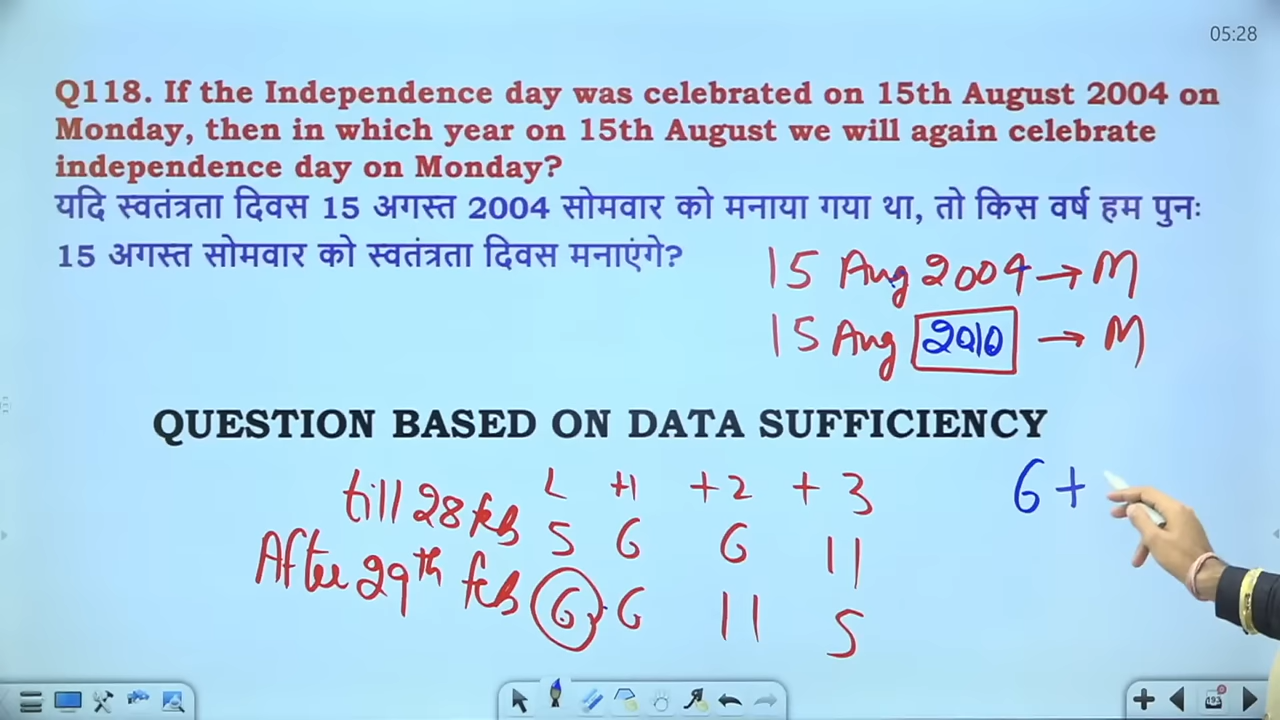 05:28
Q118. If the Independence day was celebrated on 15th August 2004 on
Monday, then in which year on 15th August we will again celebrate
independence day on Monday?
यदि स्वतंत्रता दिवस 15 अगस्त 2004 सोमवार को मनाया गया था, तो किस वर्ष हम पुनः
15 अगस्त सोमवार को स्वतंत्रता दिवस मनाएंगे?
15 Aug 2004 → M
15 Aug 2010 → M
QUESTION BASED ON DATA SUFFICIENCY
L +1 +2 +3
till 28 feb 5 6 6 11
After 29th feb 6 6 11 5
6 +